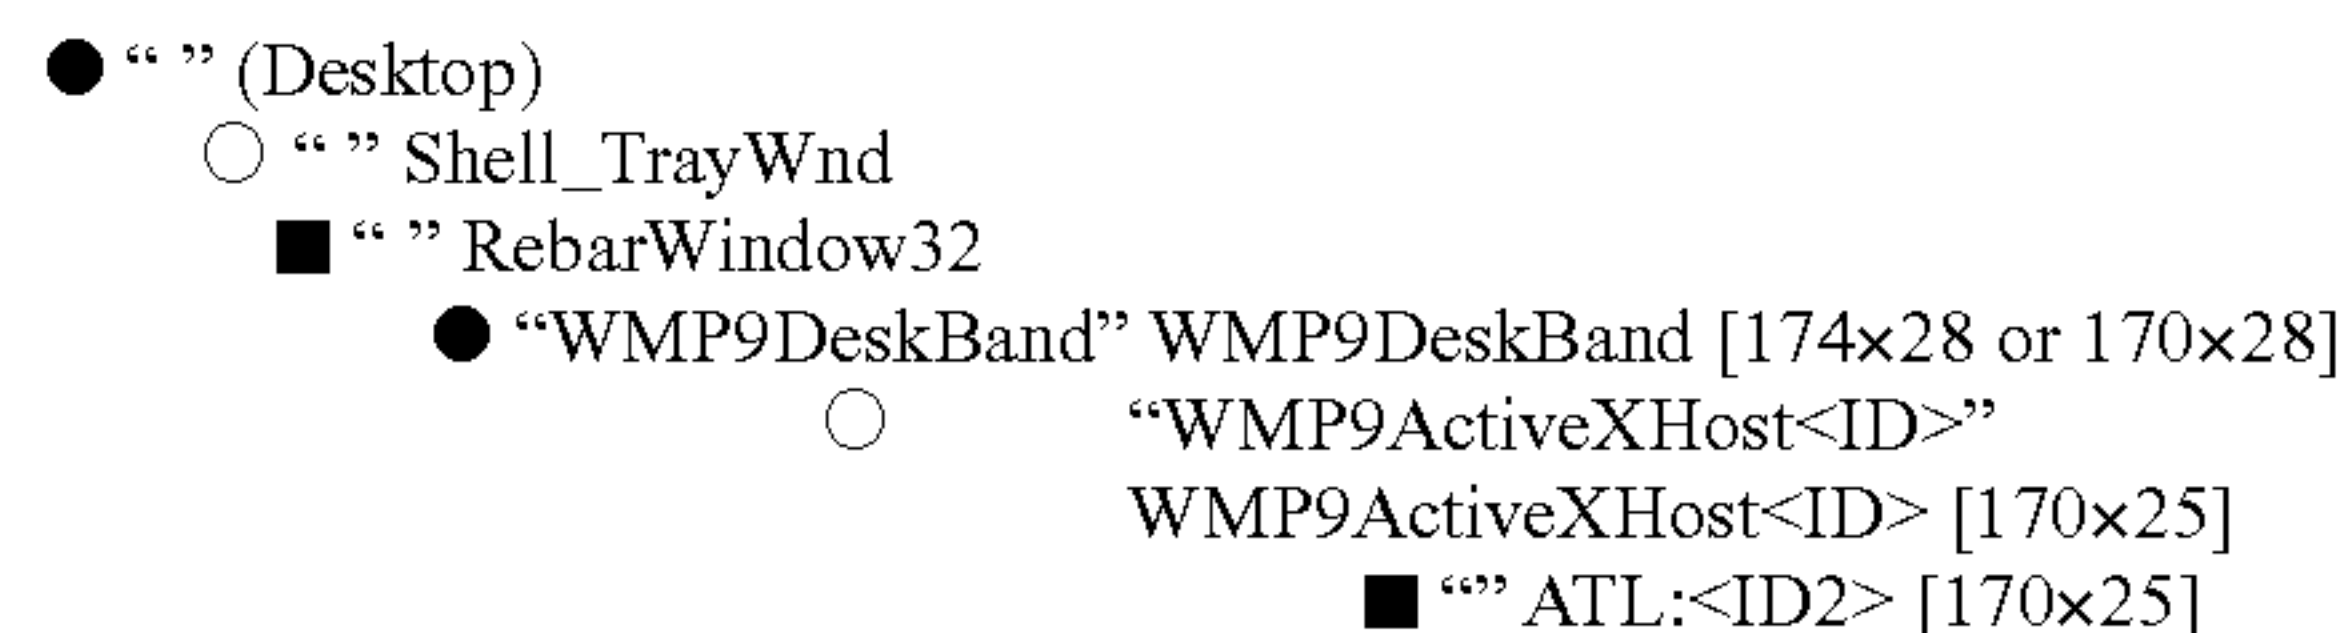 ● “ ” (Desktop)
○ “ ” Shell_TrayWnd
■ “ ” RebarWindow32
● “WMP9DeskBand” WMP9DeskBand [174×28 or 170×28]
○ “WMP9ActiveXHost<ID>”
WMP9ActiveXHost<ID> [170×25]
■ “” ATL:<ID2> [170×25]